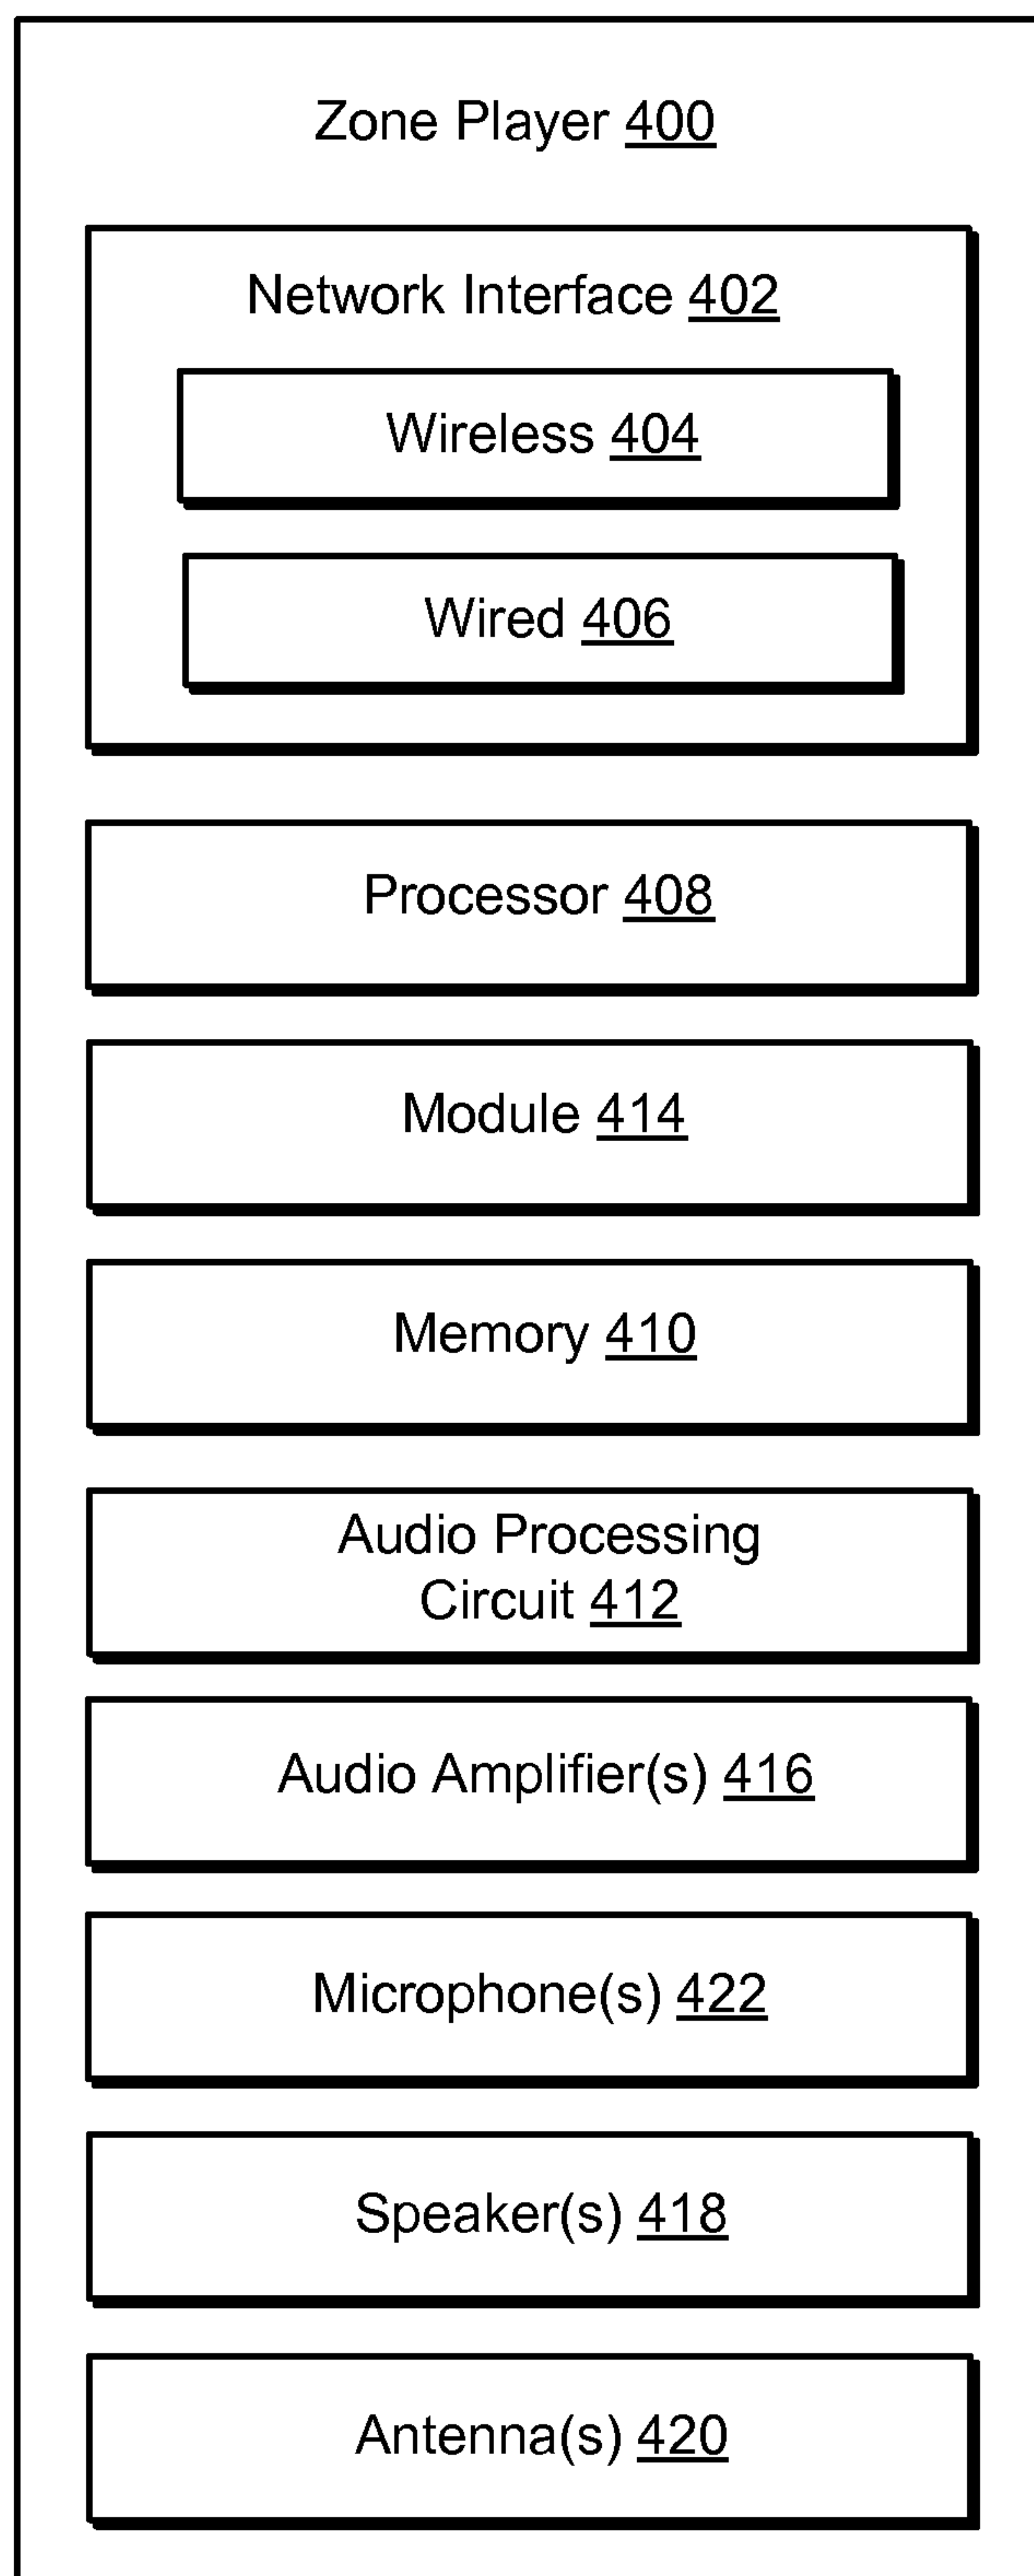 Zone Player 400
Network Interface 402
Wireless 404
Wired 406
Processor 408
Module 414
Memory 410
Audio Processing
Circuit 412
Audio Amplifier(s) 416
Microphone(s) 422
Speaker(s) 418
Antenna(s) 420